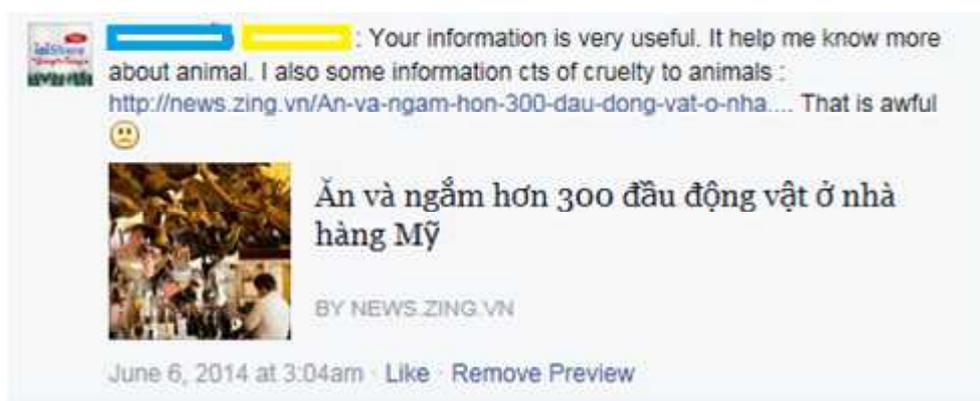 : Your information is very useful. It help me know more
about animal. I also some information cts of cruelty to animals :
http://news.zing.vn/An-va-ngam-hon-300-dau-dong-vat-o-nha.... That is awful
Ăn và ngắm hơn 300 đầu động vật ở nhà
hàng Mỹ
BY NEWS.ZING.VN
June 6, 2014 at 3:04am · Like · Remove Preview